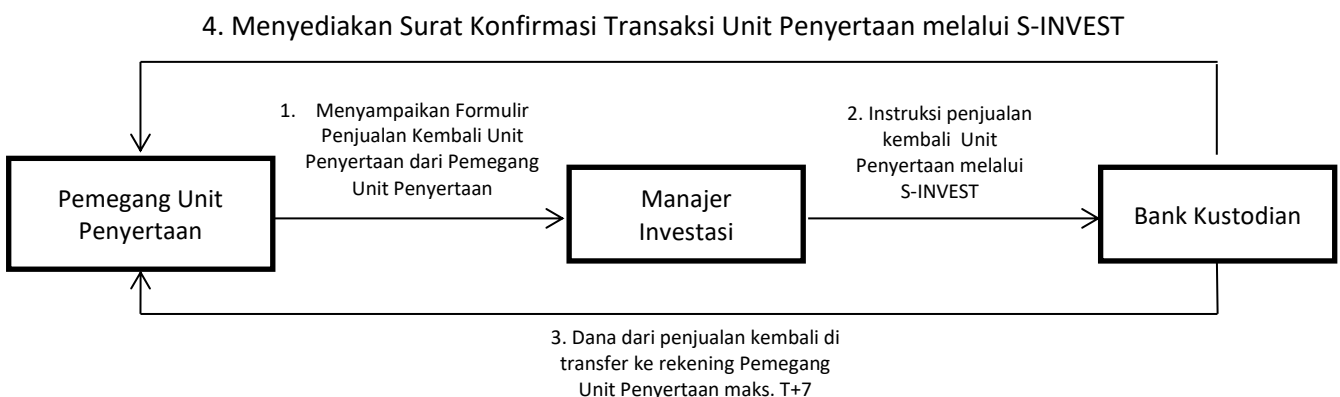 4. Menyediakan Surat Konfirmasi Transaksi Unit Penyertaan melalui S-INVEST
1. Menyampaikan Formulir
Penjualan Kembali Unit
Penyertaan dari Pemegang
Unit Penyertaan
2. Instruksi penjualan
kembali Unit
Penyertaan melalui
S-INVEST
Pemegang Unit
Penyertaan
Manajer
Investasi
Bank Kustodian
3. Dana dari penjualan kembali di
transfer ke rekening Pemegang
Unit Penyertaan maks. T+7